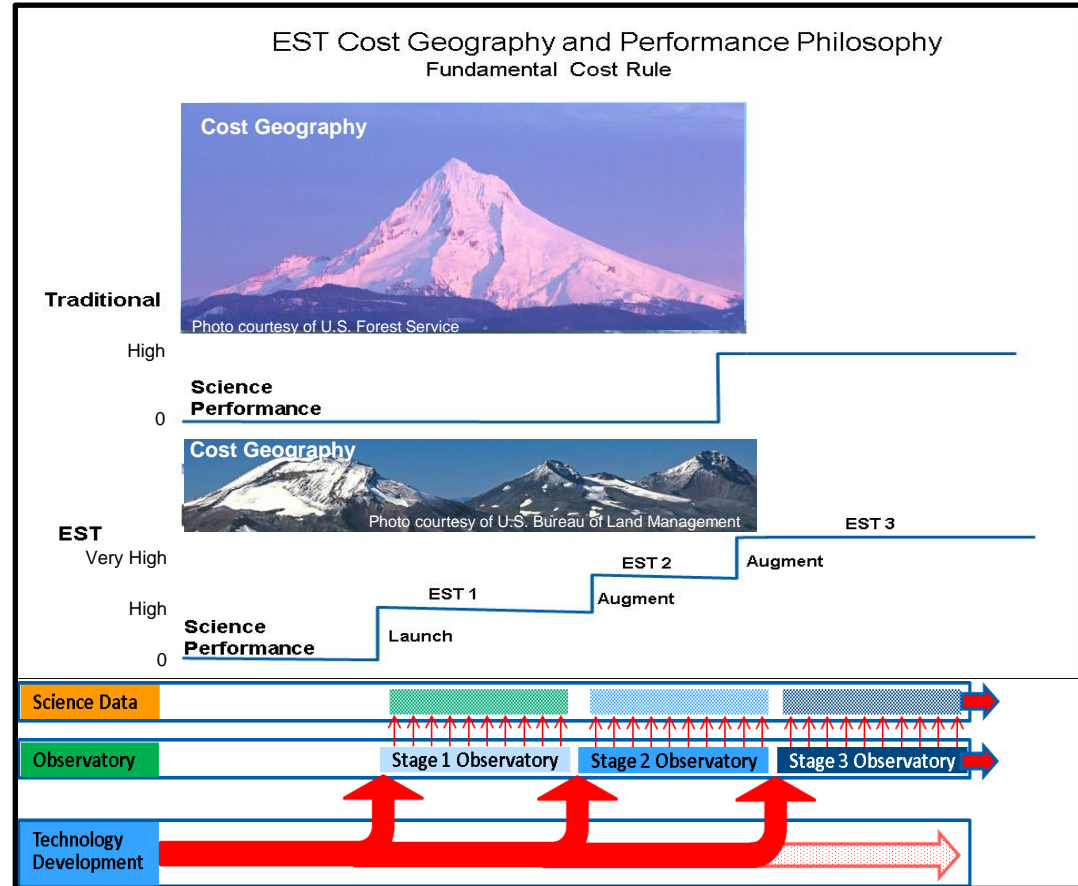 EST Cost Geography and Performance Philosophy
Fundamental Cost Rule
Cost Geography
Traditional
Photo courtesy of U.S. Forest Service
High
Science
Performance
0
Cost Geography
Photo courtesy of U.S. Bureau of Land Management
EST
EST 3
Very High
EST 2
Augment
EST 1
Augment
High
Science
Performance
Launch
0
Science Data
Observatory
Stage 1 Observatory
Stage 2 Observatory
Stage 3 Observatory
Technology
Development